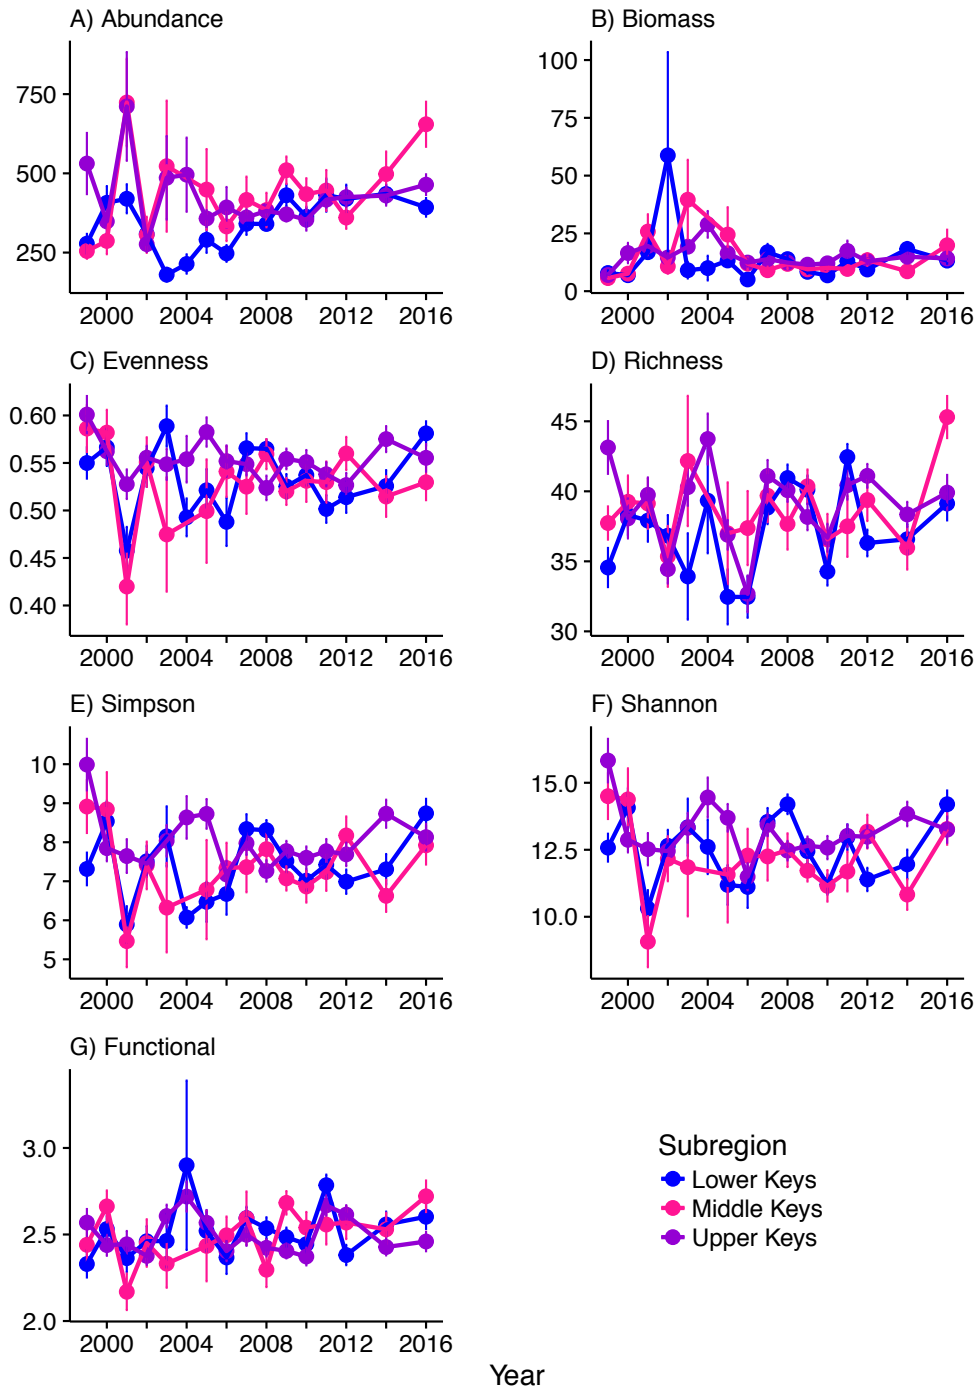 A) Abundance
750
500
250
2000 2004 2008 2012 2016
B) Biomass
100
75
50
25
0
2000 2004 2008 2012 2016
C) Evenness
0.60
0.55
0.50
0.45
0.40
2000 2004 2008 2012 2016
D) Richness
45
40
35
30
2000 2004 2008 2012 2016
E) Simpson
10
9
8
7
6
5
2000 2004 2008 2012 2016
F) Shannon
15.0
12.5
10.0
2000 2004 2008 2012 2016
G) Functional
3.0
2.5
2.0
2000 2004 2008 2012 2016
Subregion
Lower Keys
Middle Keys
Upper Keys
Year